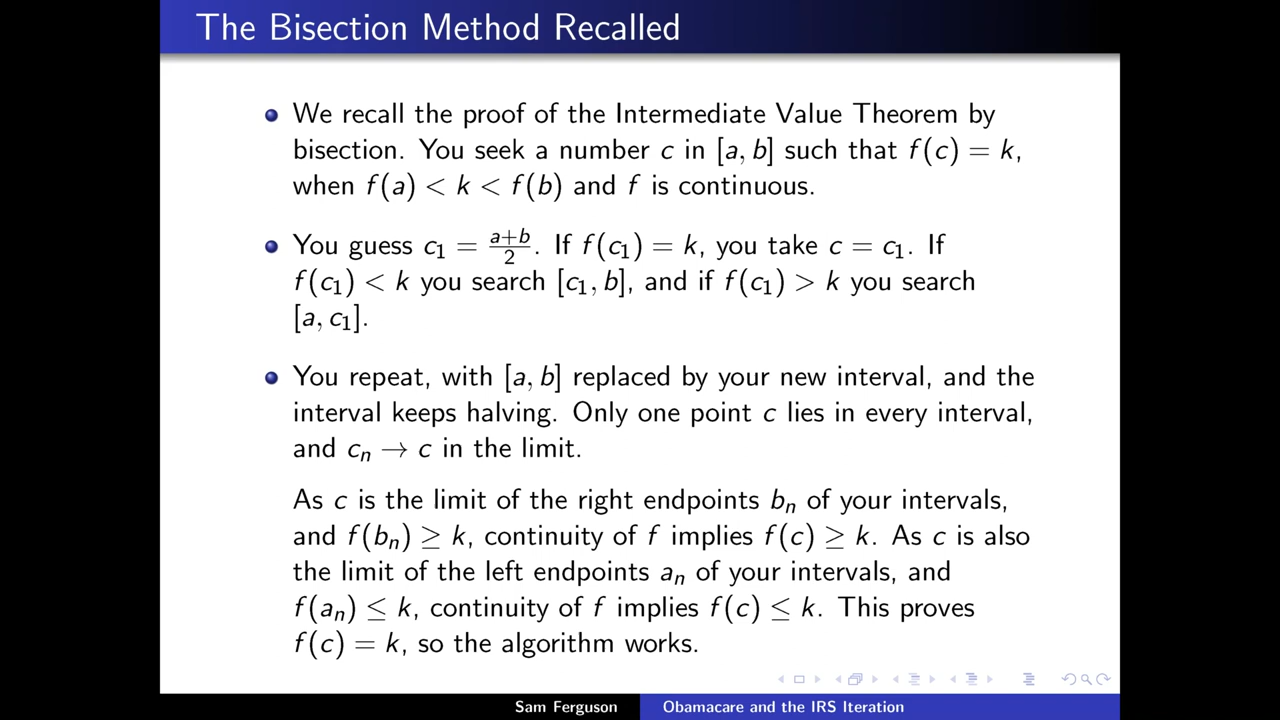 The Bisection Method Recalled
We recall the proof of the Intermediate Value Theorem by
bisection. You seek a number c in [a, b] such that f(c) = k,
when f(a) < k < f(b) and f is continuous.
You guess c₁ = a+b/2. If f(c₁) = k, you take c = c₁. If
f(c₁) < k you search [c₁, b], and if f(c₁) > k you search
[a, c₁].
You repeat, with [a, b] replaced by your new interval, and the
interval keeps halving. Only one point c lies in every interval,
and cₙ → c in the limit.
As c is the limit of the right endpoints bₙ of your intervals,
and f(bₙ) ≥ k, continuity of f implies f(c) ≥ k. As c is also
the limit of the left endpoints aₙ of your intervals, and
f(aₙ) ≤ k, continuity of f implies f(c) ≤ k. This proves
f(c) = k, so the algorithm works.
Sam Ferguson
Obamacare and the IRS Iteration